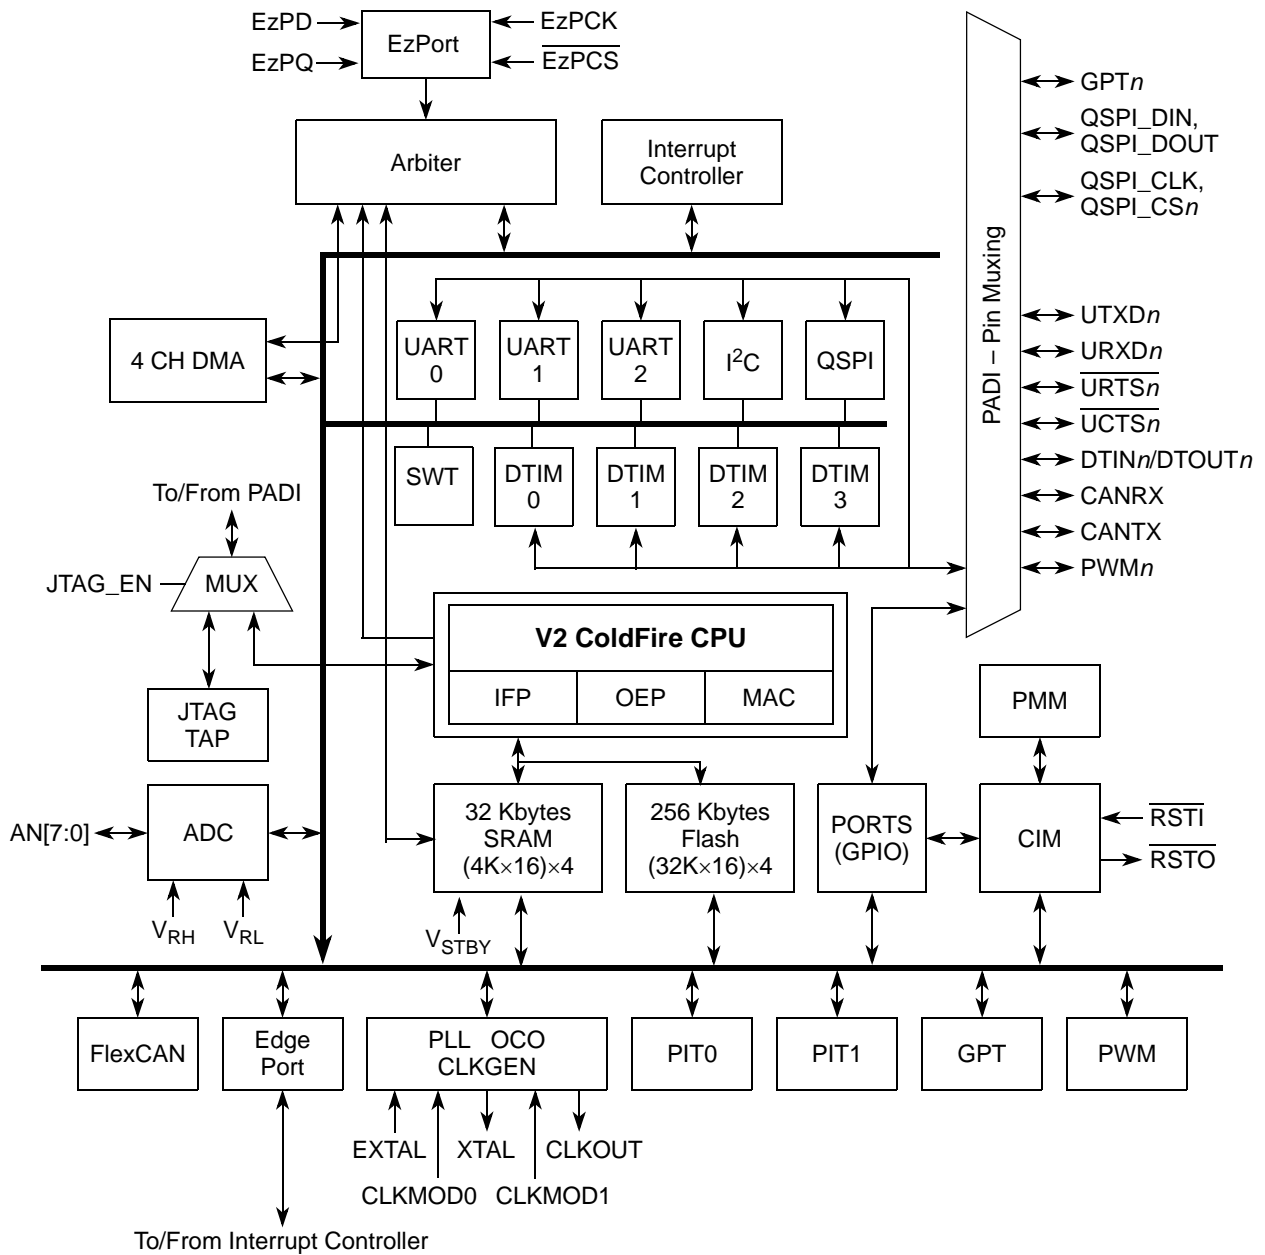 EzPD
EzPQ
EzPort
EzPCK
EzPCS
Arbiter
Interrupt
Controller
PADI – Pin Muxing
GPTn
QSPI_DIN,
QSPI_DOUT
QSPI_CLK,
QSPI_CSn
UTXDn
URXDn
URTSn
UCTSn
DTINn/DTOUTn
CANRX
CANTX
PWMn
4 CH DMA
UART
0
UART
1
UART
2
I²C
QSPI
SWT
DTIM
0
DTIM
1
DTIM
2
DTIM
3
To/From PADI
JTAG_EN
MUX
JTAG
TAP
V2 ColdFire CPU
IFP
OEP
MAC
PMM
AN[7:0]
ADC
VRH
VRL
32 Kbytes
SRAM
(4K×16)×4
VSTBY
256 Kbytes
Flash
(32K×16)×4
PORTS
(GPIO)
CIM
RSTI
RSTO
FlexCAN
Edge
Port
PLL OCO
CLKGEN
PIT0
PIT1
GPT
PWM
EXTAL
XTAL
CLKOUT
CLKMOD0
CLKMOD1
To/From Interrupt Controller